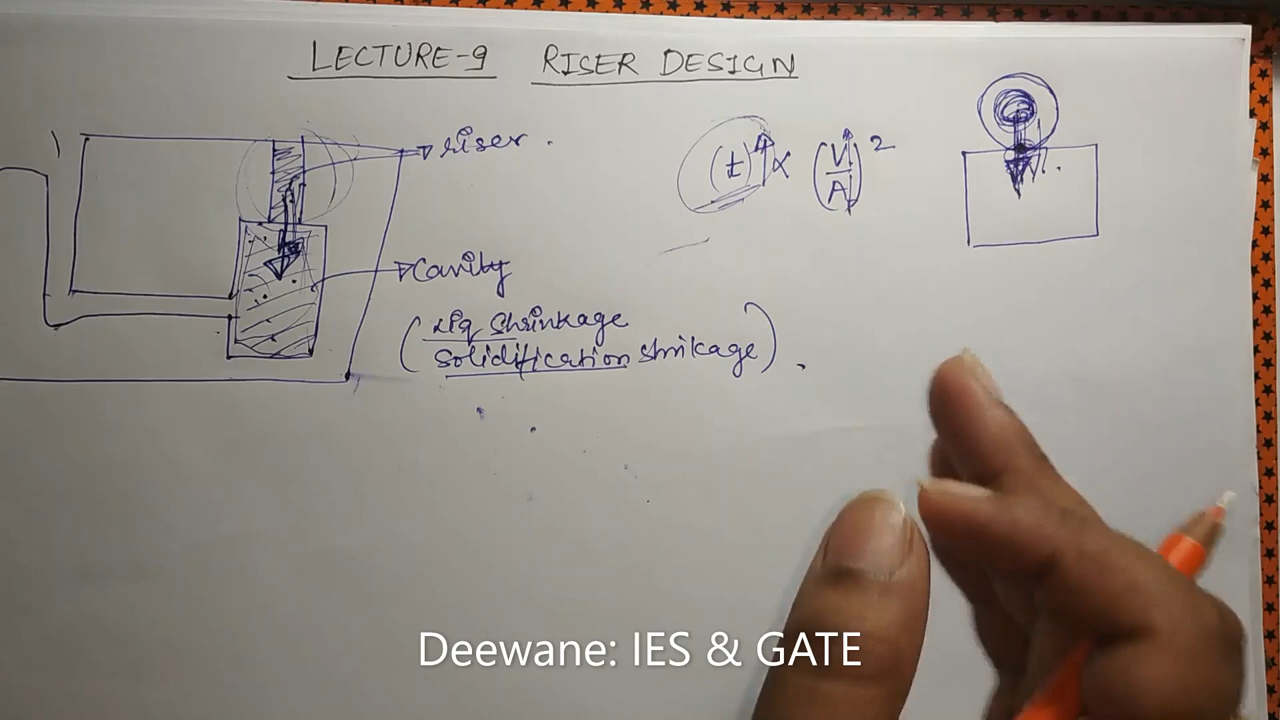 LECTURE-9 RISER DESIGN
riser.
(t) ∝ (V/A)²
Cavity
(Liq Shrinkage
Solidification Shrikage).
Deewane: IES & GATE